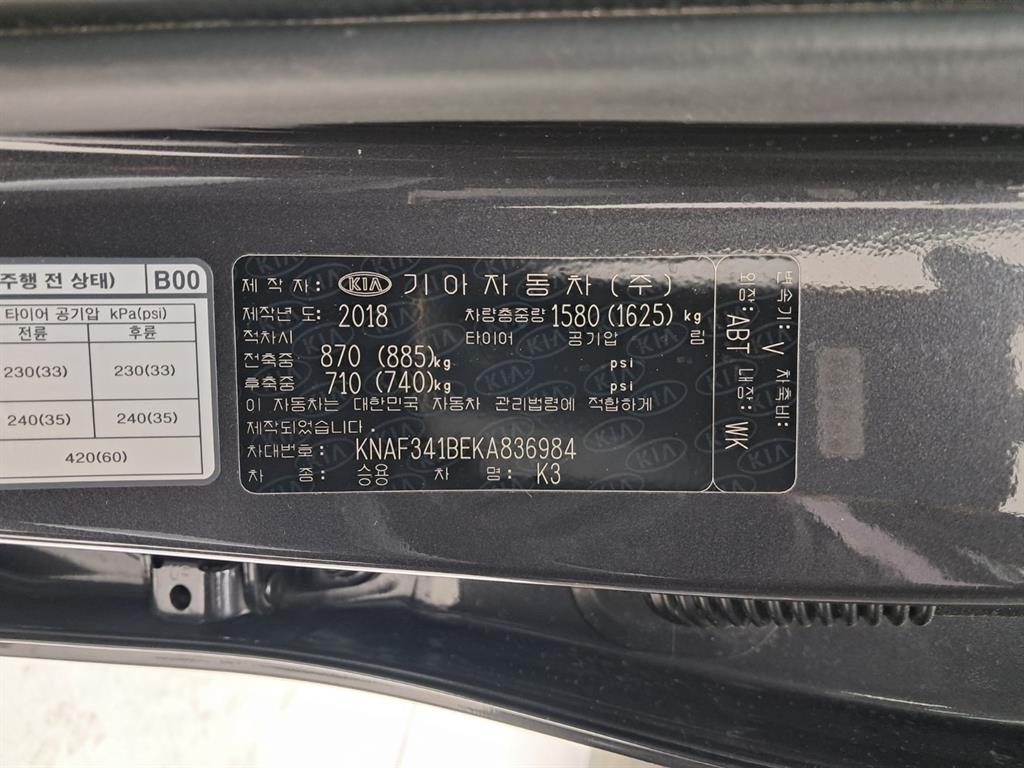 주행 전 상태) B00
타이어 공기압 kPa(psi)
전륜 후륜
230(33) 230(33)
240(35) 240(35)
420(60)
제 작 자: KIA 기아자동차(주)
제작년 도: 2018 차량총중량 1580 (1625) kg
적차시 타이어 공기압 림
전축중 870 (885)kg psi
후축중 710 (740)kg psi
이 자동차는 대한민국 자동차 관리법령에 적합하게
제작되었습니다.
차대번호: KNAF341BEKA836984
차 종: 승용 차 명: K3
변속기: V 차축비:
외장: ABT 내장: WK